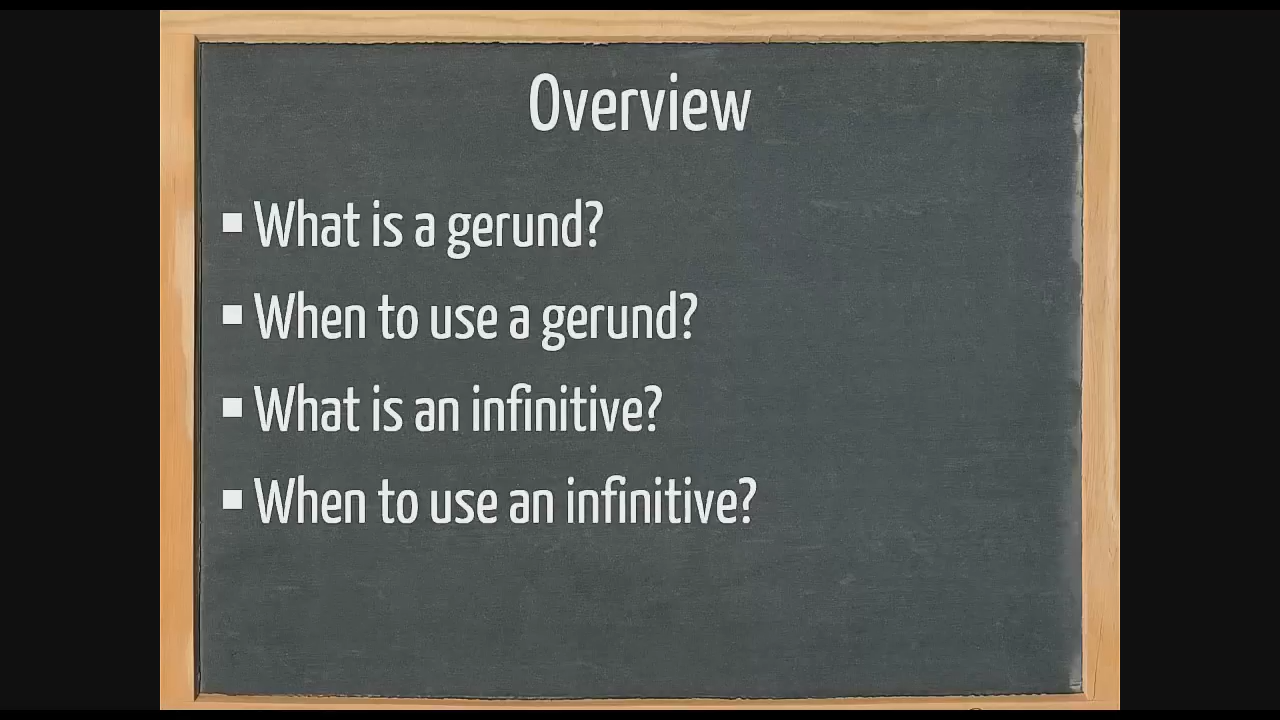 Overview
▪ What is a gerund?
▪ When to use a gerund?
▪ What is an infinitive?
▪ When to use an infinitive?